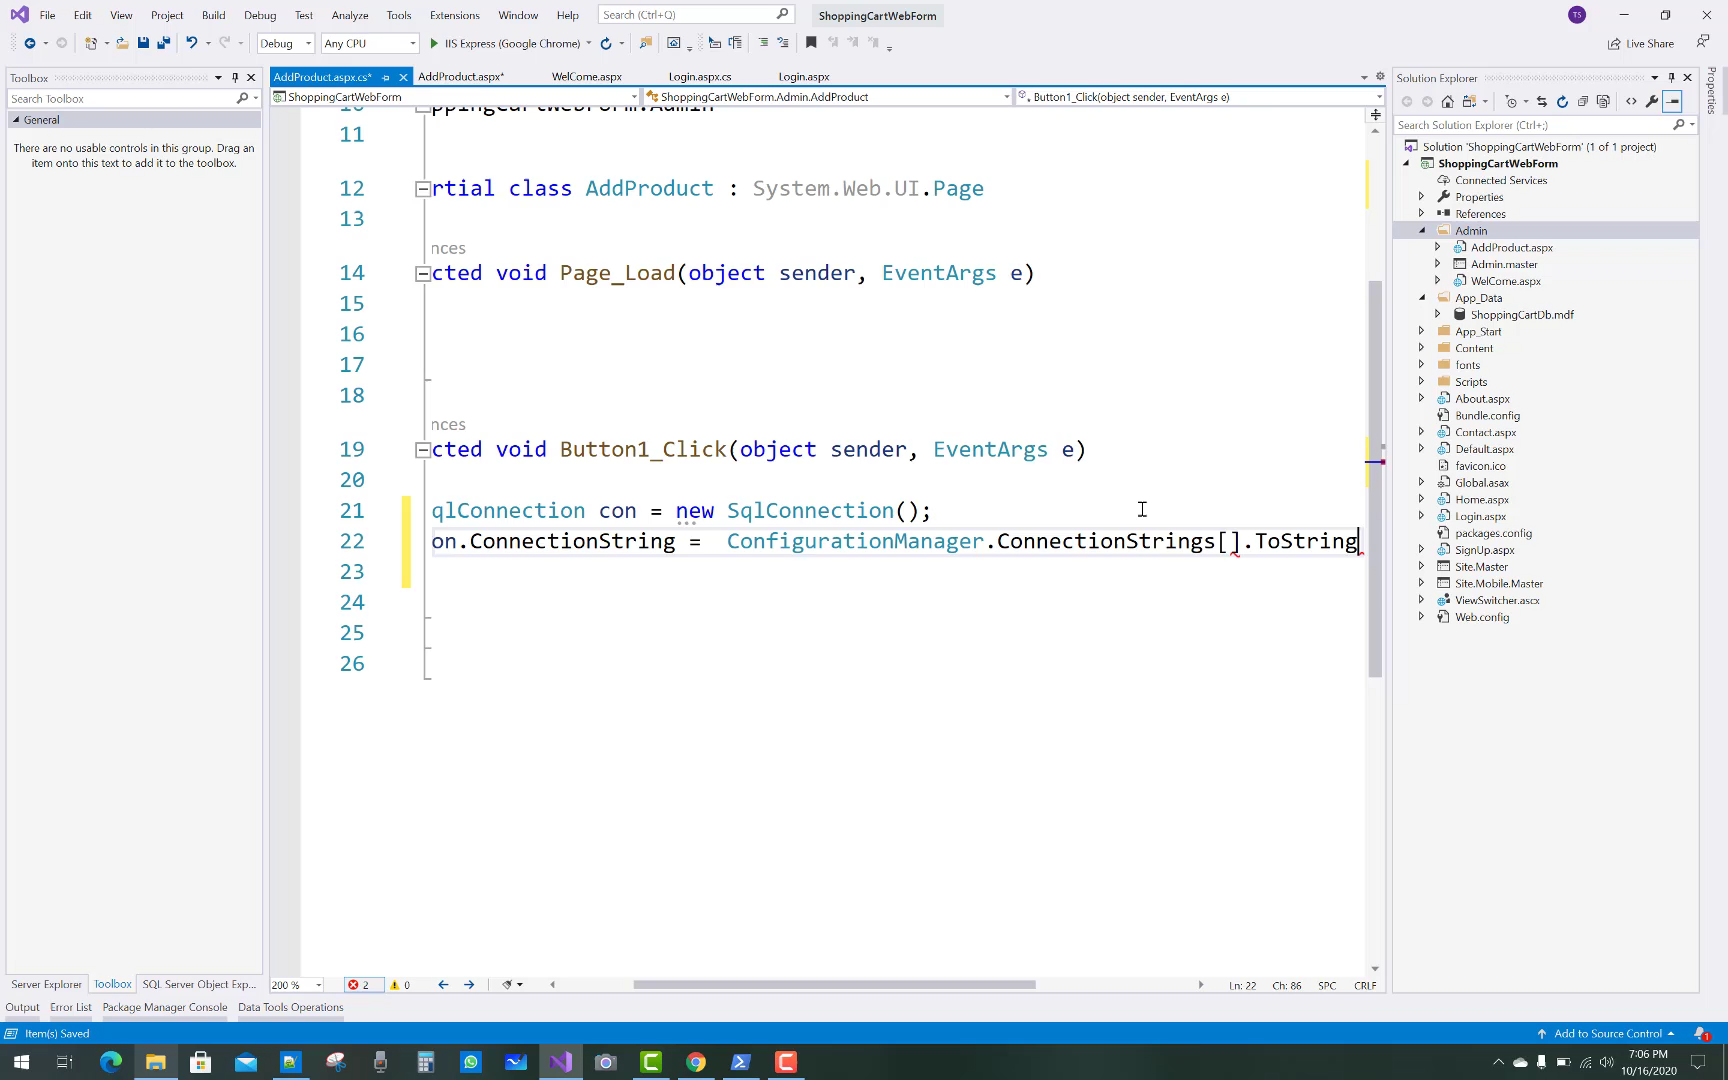 File Edit View Project Build Debug Test Analyze Tools Extensions Window Help Search (Ctrl+Q) ShoppingCartWebForm TS
Debug Any CPU IIS Express (Google Chrome) Live Share
Toolbox
Search Toolbox
General
There are no usable controls in this group. Drag an
item onto this text to add it to the toolbox.
AddProduct.aspx.cs* AddProduct.aspx* WelCome.aspx Login.aspx.cs Login.aspx
ShoppingCartWebForm ShoppingCartWebForm.Admin.AddProduct Button1_Click(object sender, EventArgs e)
10 ppingCartWebForm.Admin
11
12 rtial class AddProduct : System.Web.UI.Page
13
nces
14 cted void Page_Load(object sender, EventArgs e)
15
16
17
18
nces
19 cted void Button1_Click(object sender, EventArgs e)
20
21 qlConnection con = new SqlConnection();
22 on.ConnectionString = ConfigurationManager.ConnectionStrings[].ToString
23
24
25
26
200 % 2 0 Ln: 22 Ch: 86 SPC CRLF
Solution Explorer
Search Solution Explorer (Ctrl+;)
Solution 'ShoppingCartWebForm' (1 of 1 project)
ShoppingCartWebForm
Connected Services
Properties
References
Admin
AddProduct.aspx
Admin.master
WelCome.aspx
App_Data
ShoppingCartDb.mdf
App_Start
Content
fonts
Scripts
About.aspx
Bundle.config
Contact.aspx
Default.aspx
favicon.ico
Global.asax
Home.aspx
Login.aspx
packages.config
SignUp.aspx
Site.Master
Site.Mobile.Master
ViewSwitcher.ascx
Web.config
Properties
Server Explorer Toolbox SQL Server Object Exp...
Output Error List Package Manager Console Data Tools Operations
Item(s) Saved Add to Source Control 1
7:06 PM
10/16/2020